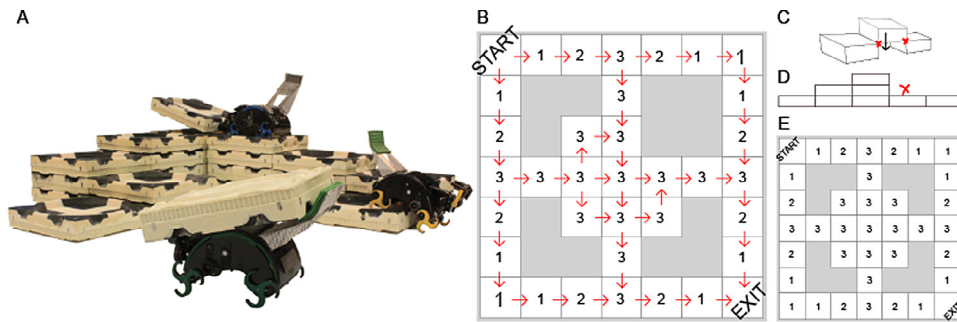 A
B
START 1 2 3 2 1 1
1 3 1
2 3 3 2
3 3 3 3 3 3 3
2 3 3 3 2
1 3 1
1 1 2 3 2 1 EXIT
C
D
E
START 1 2 3 2 1 1
1 3 1
2 3 3 3 2
3 3 3 3 3 3 3
2 3 3 3 2
1 3 1
1 1 2 3 2 1 EXIT